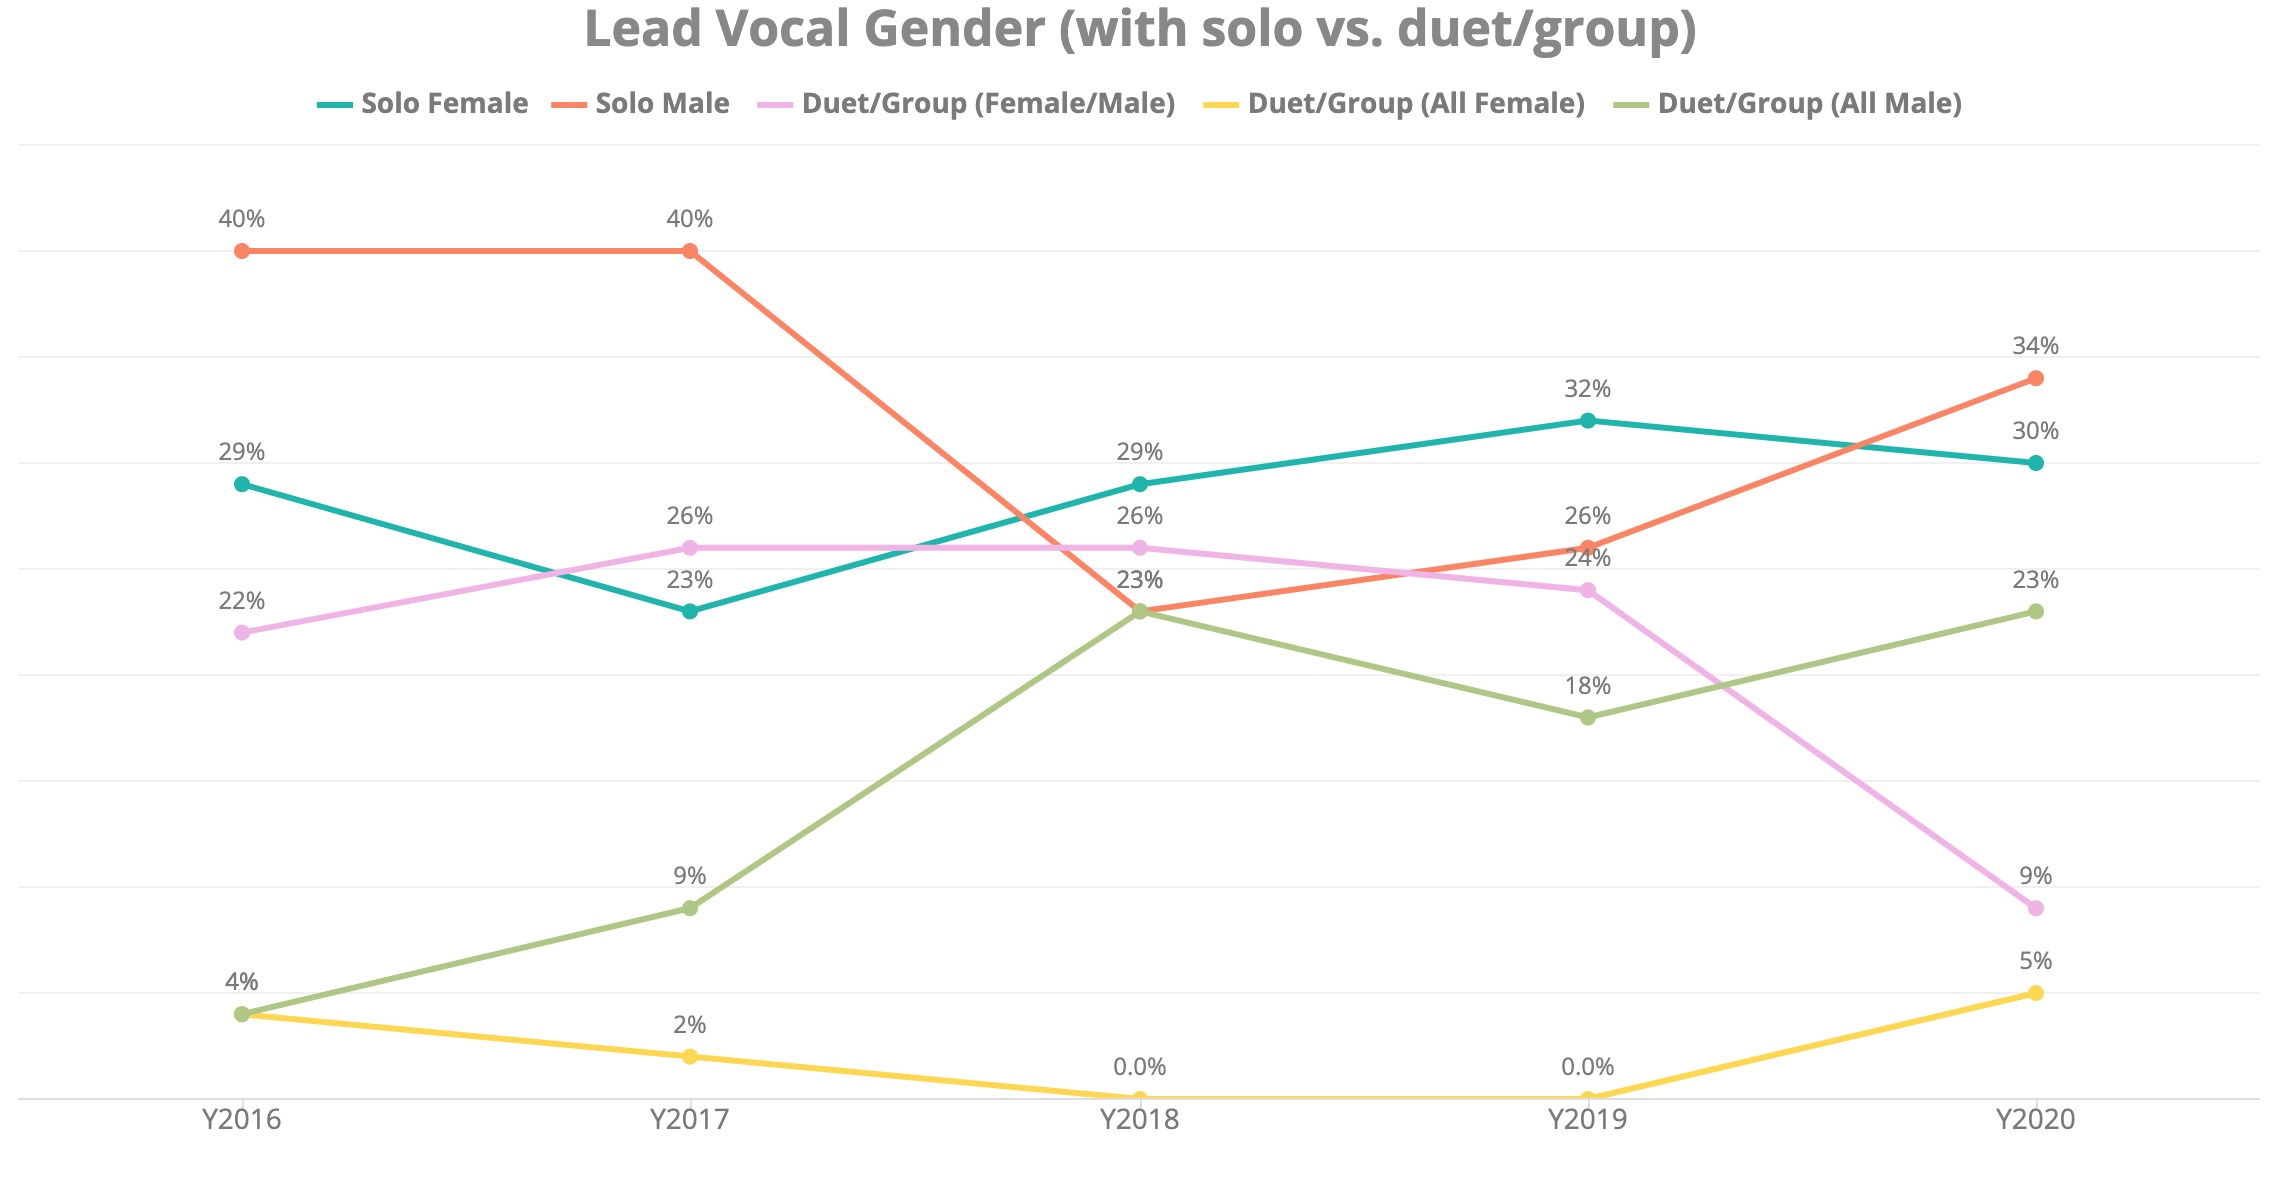 Lead Vocal Gender (with solo vs. duet/group)
Solo Female Solo Male Duet/Group (Female/Male) Duet/Group (All Female) Duet/Group (All Male)
40% 40%
34%
32%
30%
29% 29%
26% 26% 26%
24%
23% 23% 23%
22%
18%
9% 9%
4% 5%
2%
0.0% 0.0%
Y2016 Y2017 Y2018 Y2019 Y2020